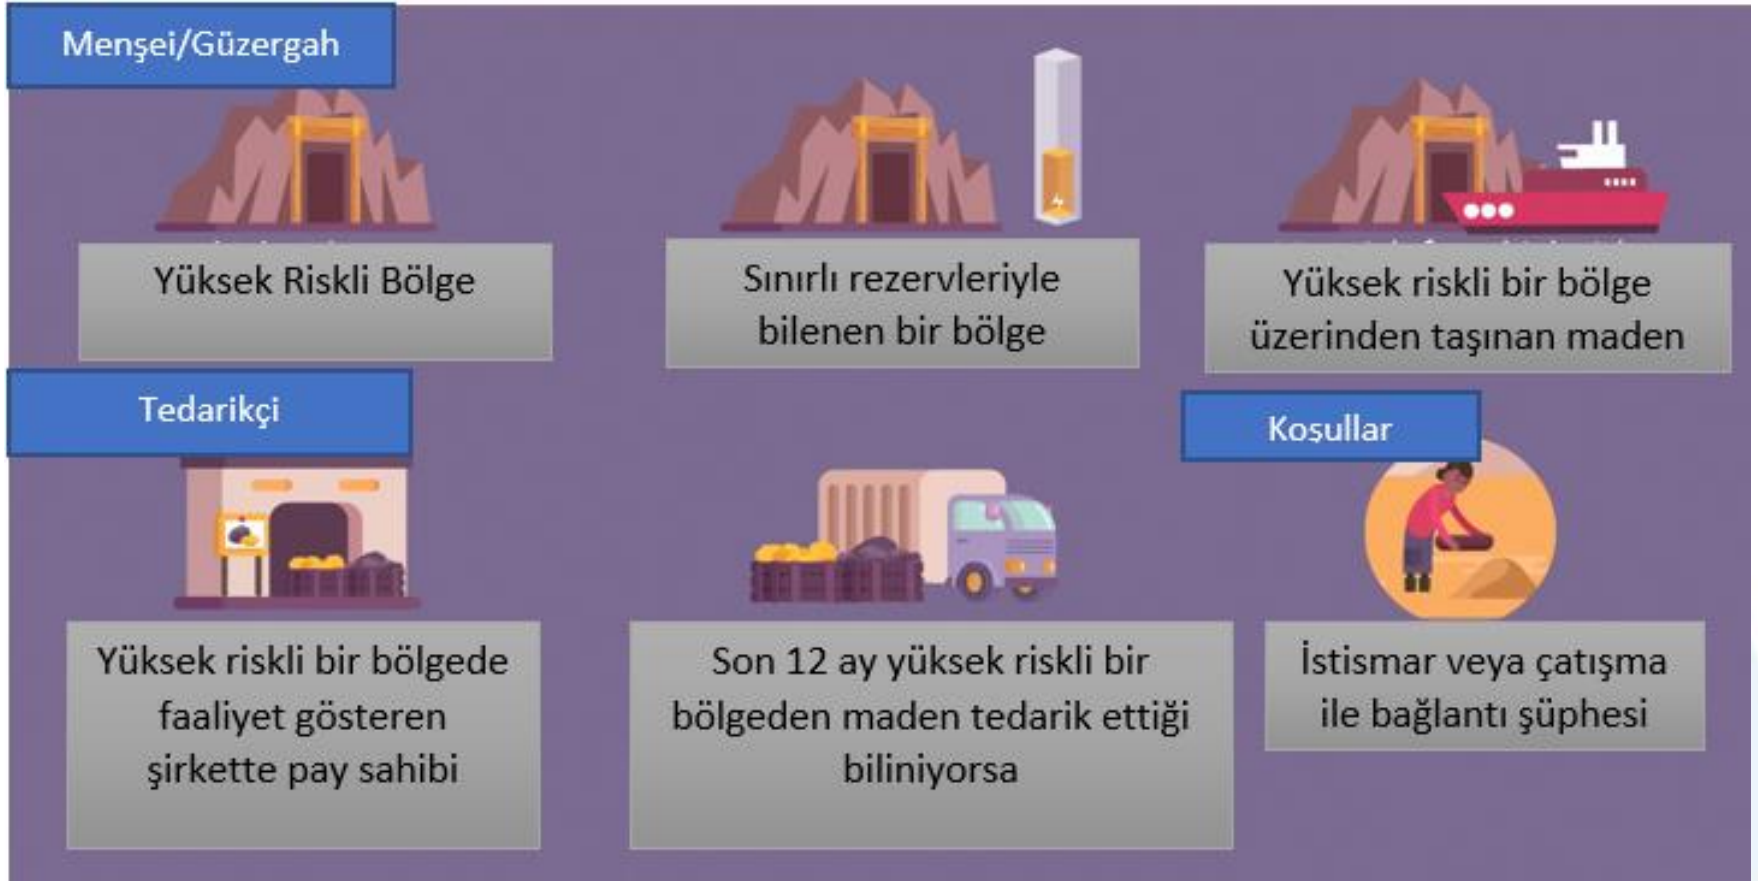 Menşei/Güzergah
Yüksek Riskli Bölge
Sınırlı rezervleriyle
bilenen bir bölge
Yüksek riskli bir bölge
üzerinden taşınan maden
Tedarikçi
Koşullar
Yüksek riskli bir bölgede
faaliyet gösteren
şirkette pay sahibi
Son 12 ay yüksek riskli bir
bölgeden maden tedarik ettiği
biliniyorsa
İstismar veya çatışma
ile bağlantı şüphesi